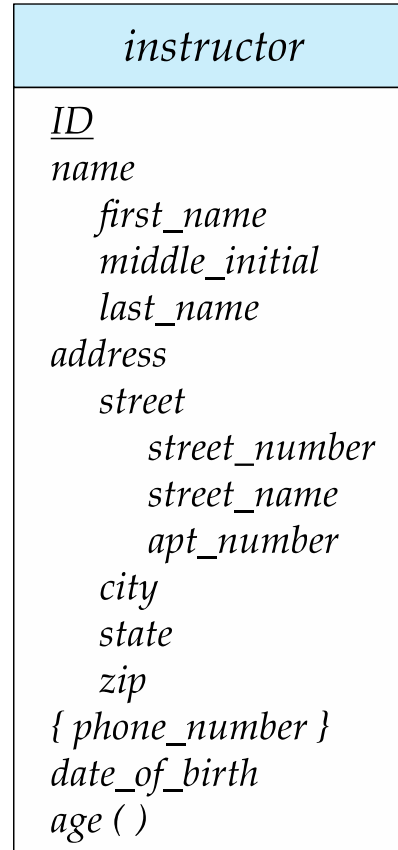 instructor
ID
name
first_name
middle_initial
last_name
address
street
street_number
street_name
apt_number
city
state
zip
{ phone_number }
date_of_birth
age ( )